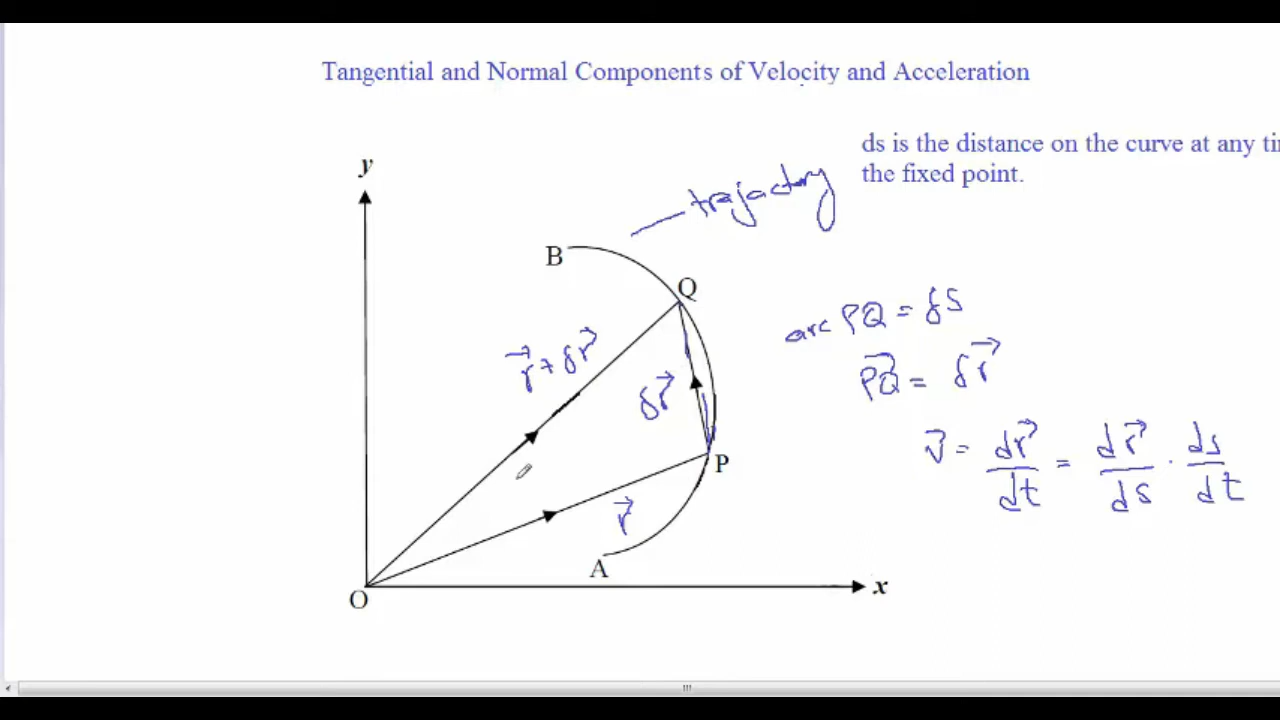 Tangential and Normal Components of Velocity and Acceleration
ds is the distance on the curve at any
the fixed point.
y
trajectory
B
Q
arc PQ = δS
r⃗ + δr⃗
PQ⃗ = δr⃗
δr⃗
v⃗ = dr⃗/dt = dr⃗/ds · ds/dt
P
r⃗
A
O
x